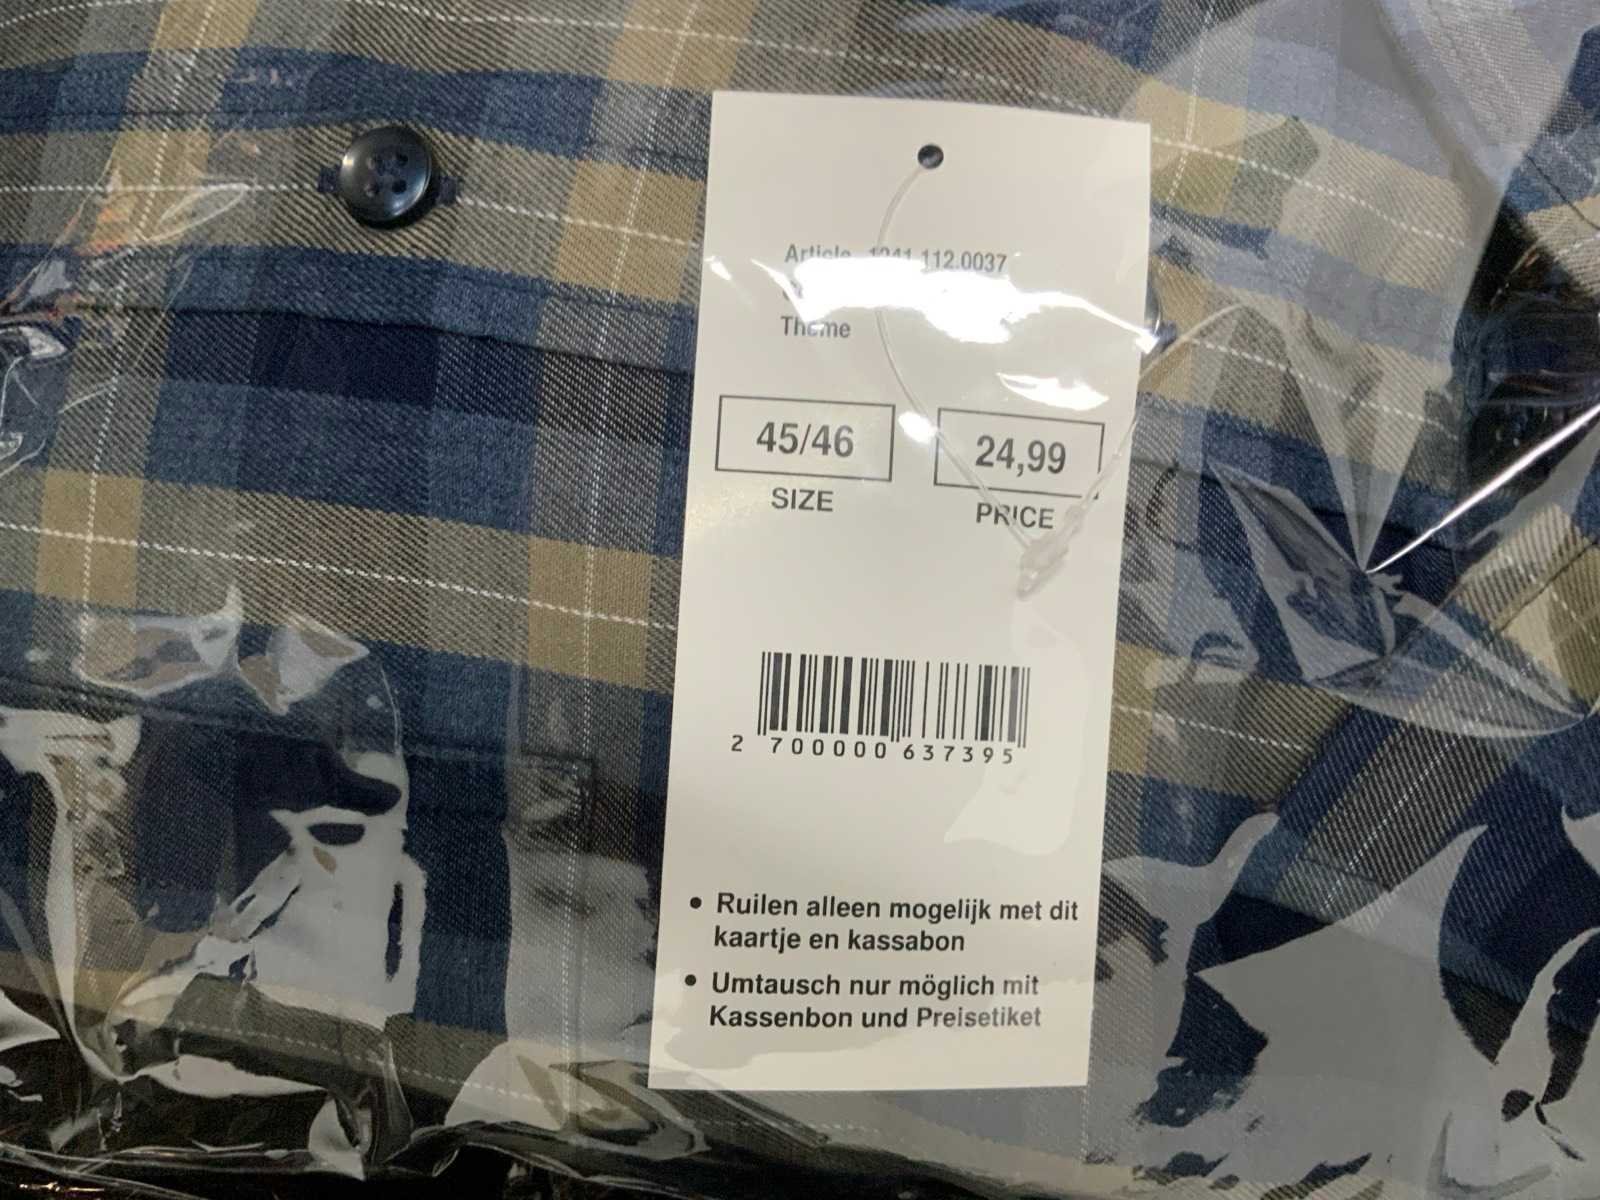 Article 1241.112.0037
Theme
45/46 24,99
SIZE PRICE
2 700000 637395
• Ruilen alleen mogelijk met dit
kaartje en kassabon
• Umtausch nur möglich mit
Kassenbon und Preisetiket